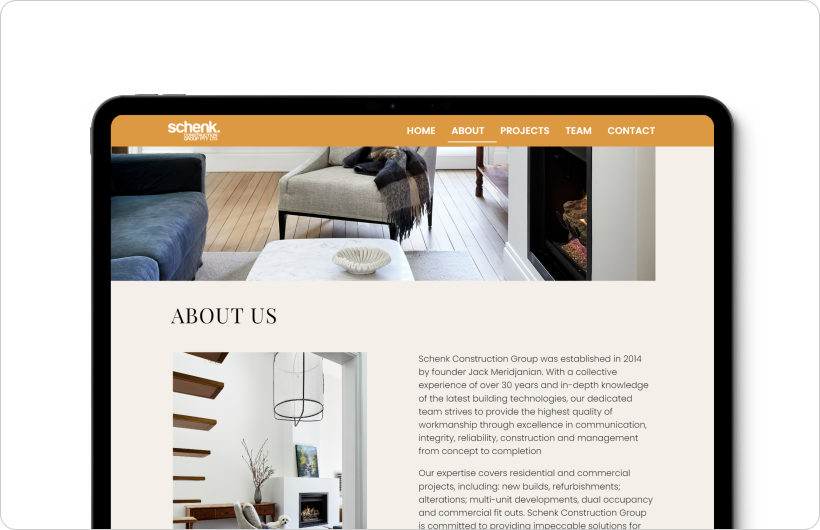 schenk.
CONSTRUCTION
GROUP PTY LTD
HOME ABOUT PROJECTS TEAM CONTACT
ABOUT US
Schenk Construction Group was established in 2014
by founder Jack Meridjanian. With a collective
experience of over 30 years and in-depth knowledge
of the latest building technologies, our dedicated
team strives to provide the highest quality of
workmanship through excellence in communication,
integrity, reliability, construction and management
from concept to completion
Our expertise covers residential and commercial
projects, including: new builds, refurbishments;
alterations; multi-unit developments, dual occupancy
and commercial fit outs. Schenk Construction Group
is committed to providing impeccable solutions for